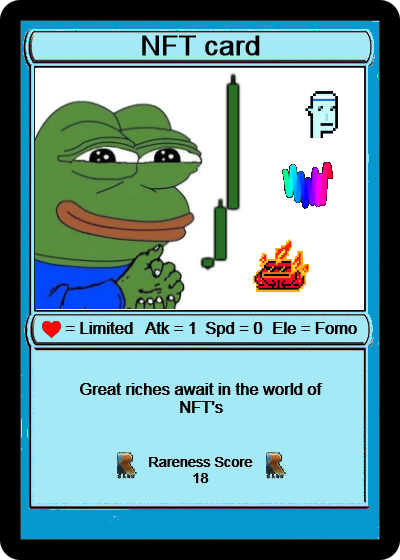 NFT card
= Limited Atk = 1 Spd = 0 Ele = Fomo
Great riches await in the world of
NFT's
Rareness Score
18